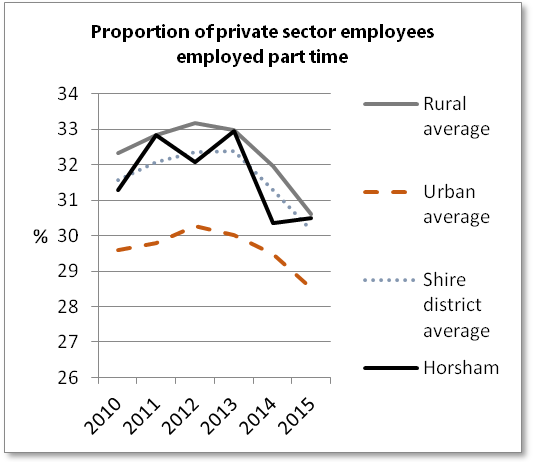 Proportion of private sector employees
employed part time
34
33
32
31
30
29
28
27
26
%
2010
2011
2012
2013
2014
2015
Rural
average
Urban
average
Shire
district
average
Horsham